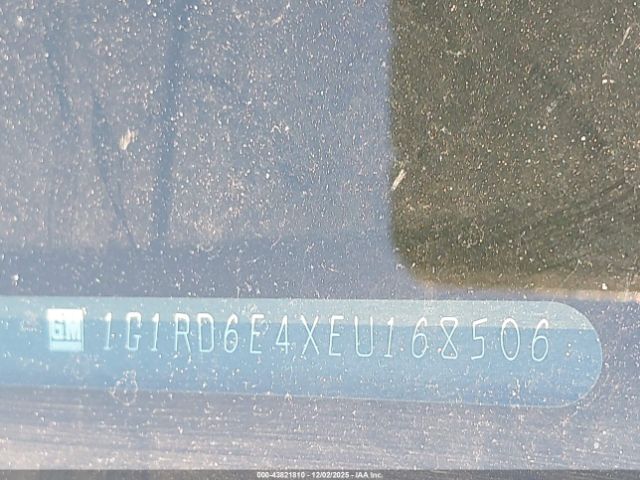 GM 1G1RD6E4XEU168506
000-43821810 - 12/02/2025 - IAA Inc.